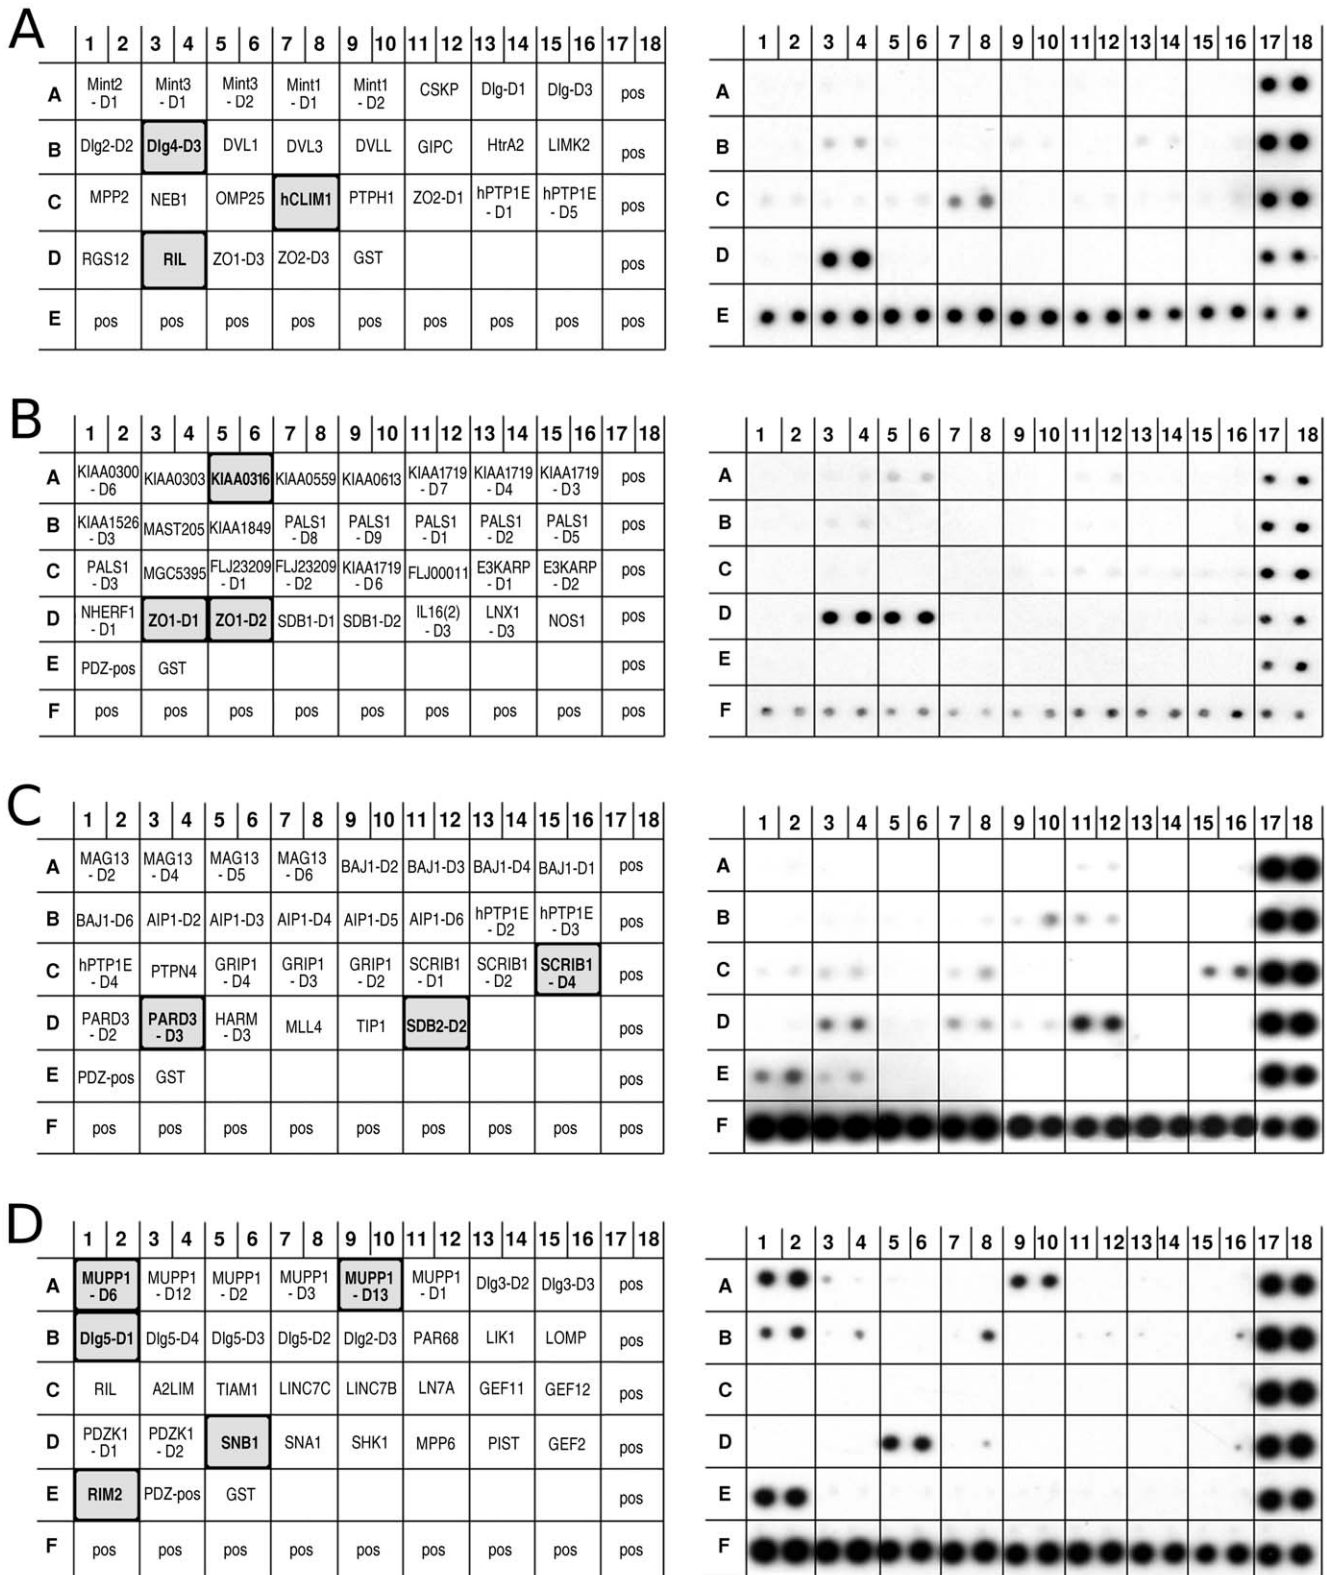 A
1 2 3 4 5 6 7 8 9 10 11 12 13 14 15 16 17 18
A Mint2 - D1 Mint3 - D1 Mint3 - D2 Mint1 - D1 Mint1 - D2 CSKP Dlg-D1 Dlg-D3 pos
B Dlg2-D2 Dlg4-D3 DVL1 DVL3 DVLL GIPC HtrA2 LIMK2 pos
C MPP2 NEB1 OMP25 hCLIM1 PTPH1 ZO2-D1 hPTP1E - D1 hPTP1E - D5 pos
D RGS12 RIL ZO1-D3 ZO2-D3 GST pos
E pos pos pos pos pos pos pos pos pos
1 2 3 4 5 6 7 8 9 10 11 12 13 14 15 16 17 18
A
B
C
D
E
B
1 2 3 4 5 6 7 8 9 10 11 12 13 14 15 16 17 18
A KIAA0300 - D6 KIAA0303 KIAA0316 KIAA0559 KIAA0613 KIAA1719 - D7 KIAA1719 - D4 KIAA1719 - D3 pos
B KIAA1526 - D3 MAST205 KIAA1849 PALS1 - D8 PALS1 - D9 PALS1 - D1 PALS1 - D2 PALS1 - D5 pos
C PALS1 - D3 MGC5395 FLJ23209 - D1 FLJ23209 - D2 KIAA1719 - D6 FLJ00011 E3KARP - D1 E3KARP - D2 pos
D NHERF1 - D1 ZO1-D1 ZO1-D2 SDB1-D1 SDB1-D2 IL16(2) - D3 LNX1 - D3 NOS1 pos
E PDZ-pos GST pos
F pos pos pos pos pos pos pos pos pos
1 2 3 4 5 6 7 8 9 10 11 12 13 14 15 16 17 18
A
B
C
D
E
F
C
1 2 3 4 5 6 7 8 9 10 11 12 13 14 15 16 17 18
A MAG13 - D2 MAG13 - D4 MAG13 - D5 MAG13 - D6 BAJ1-D2 BAJ1-D3 BAJ1-D4 BAJ1-D1 pos
B BAJ1-D6 AIP1-D2 AIP1-D3 AIP1-D4 AIP1-D5 AIP1-D6 hPTP1E - D2 hPTP1E - D3 pos
C hPTP1E - D4 PTPN4 GRIP1 - D4 GRIP1 - D3 GRIP1 - D2 SCRIB1 - D1 SCRIB1 - D2 SCRIB1 - D4 pos
D PARD3 - D2 PARD3 - D3 HARM - D3 MLL4 TIP1 SDB2-D2 pos
E PDZ-pos GST pos
F pos pos pos pos pos pos pos pos pos
1 2 3 4 5 6 7 8 9 10 11 12 13 14 15 16 17 18
A
B
C
D
E
F
D
1 2 3 4 5 6 7 8 9 10 11 12 13 14 15 16 17 18
A MUPP1 - D6 MUPP1 - D12 MUPP1 - D2 MUPP1 - D3 MUPP1 - D13 MUPP1 - D1 Dlg3-D2 Dlg3-D3 pos
B Dlg5-D1 Dlg5-D4 Dlg5-D3 Dlg5-D2 Dlg2-D3 PAR68 LIK1 LOMP pos
C RIL A2LIM TIAM1 LINC7C LINC7B LN7A GEF11 GEF12 pos
D PDZK1 - D1 PDZK1 - D2 SNB1 SNA1 SHK1 MPP6 PIST GEF2 pos
E RIM2 PDZ-pos GST pos
F pos pos pos pos pos pos pos pos pos
1 2 3 4 5 6 7 8 9 10 11 12 13 14 15 16 17 18
A
B
C
D
E
F